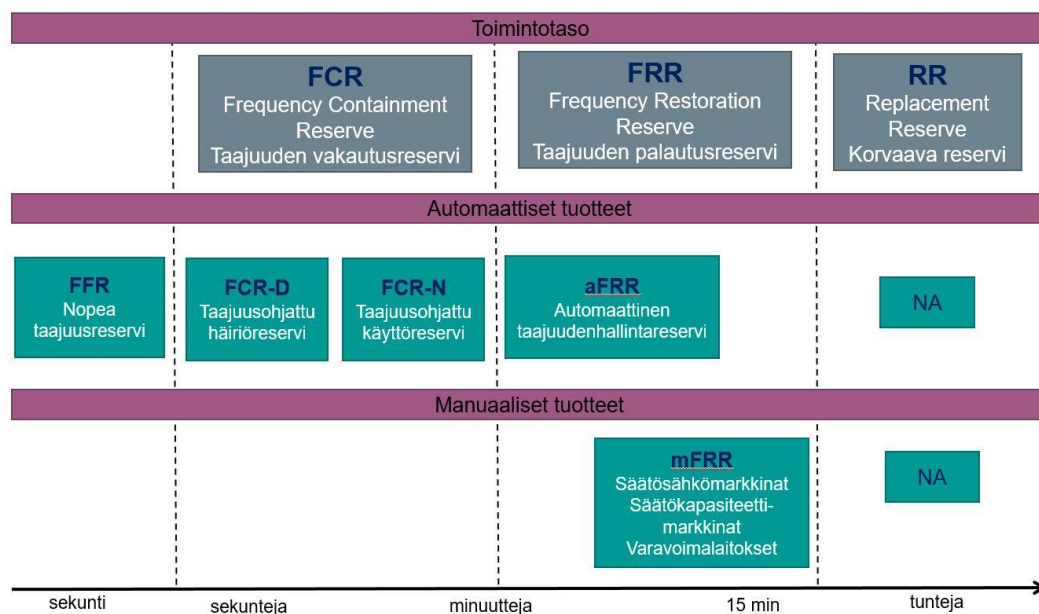 Toimintotaso
FCR
Frequency Containment
Reserve
Taajuuden vakautusreservi
FRR
Frequency Restoration
Reserve
Taajuuden palautusreservi
RR
Replacement
Reserve
Korvaava reservi
Automaattiset tuotteet
FFR
Nopea
taajuusreservi
FCR-D
Taajuusohjattu
häiriöreservi
FCR-N
Taajuusohjattu
käyttöreservi
aFRR
Automaattinen
taajuudenhallintareservi
NA
Manuaaliset tuotteet
mFRR
Säätösähkömarkkinat
Säätökapasiteetti-
markkinat
Varavoimalaitokset
NA
sekunti
sekunteja
minuutteja
15 min
tunteja